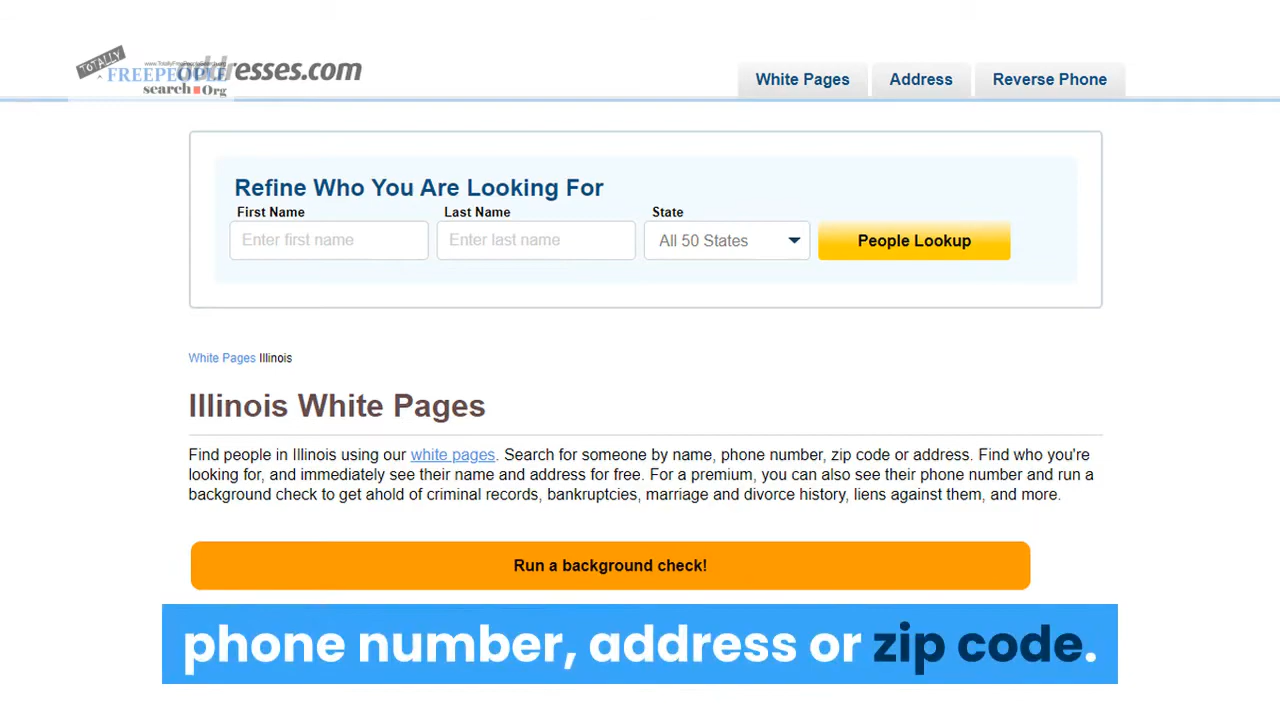 TOTALLY
FREEPEOPLE
search.Org
addresses.com
White Pages
Address
Reverse Phone
Refine Who You Are Looking For
First Name
Last Name
State
Enter first name
Enter last name
All 50 States
People Lookup
White Pages Illinois
Illinois White Pages
Find people in Illinois using our white pages. Search for someone by name, phone number, zip code or address. Find who you're
looking for, and immediately see their name and address for free. For a premium, you can also see their phone number and run a
background check to get ahold of criminal records, bankruptcies, marriage and divorce history, liens against them, and more.
Run a background check!
phone number, address or zip code.